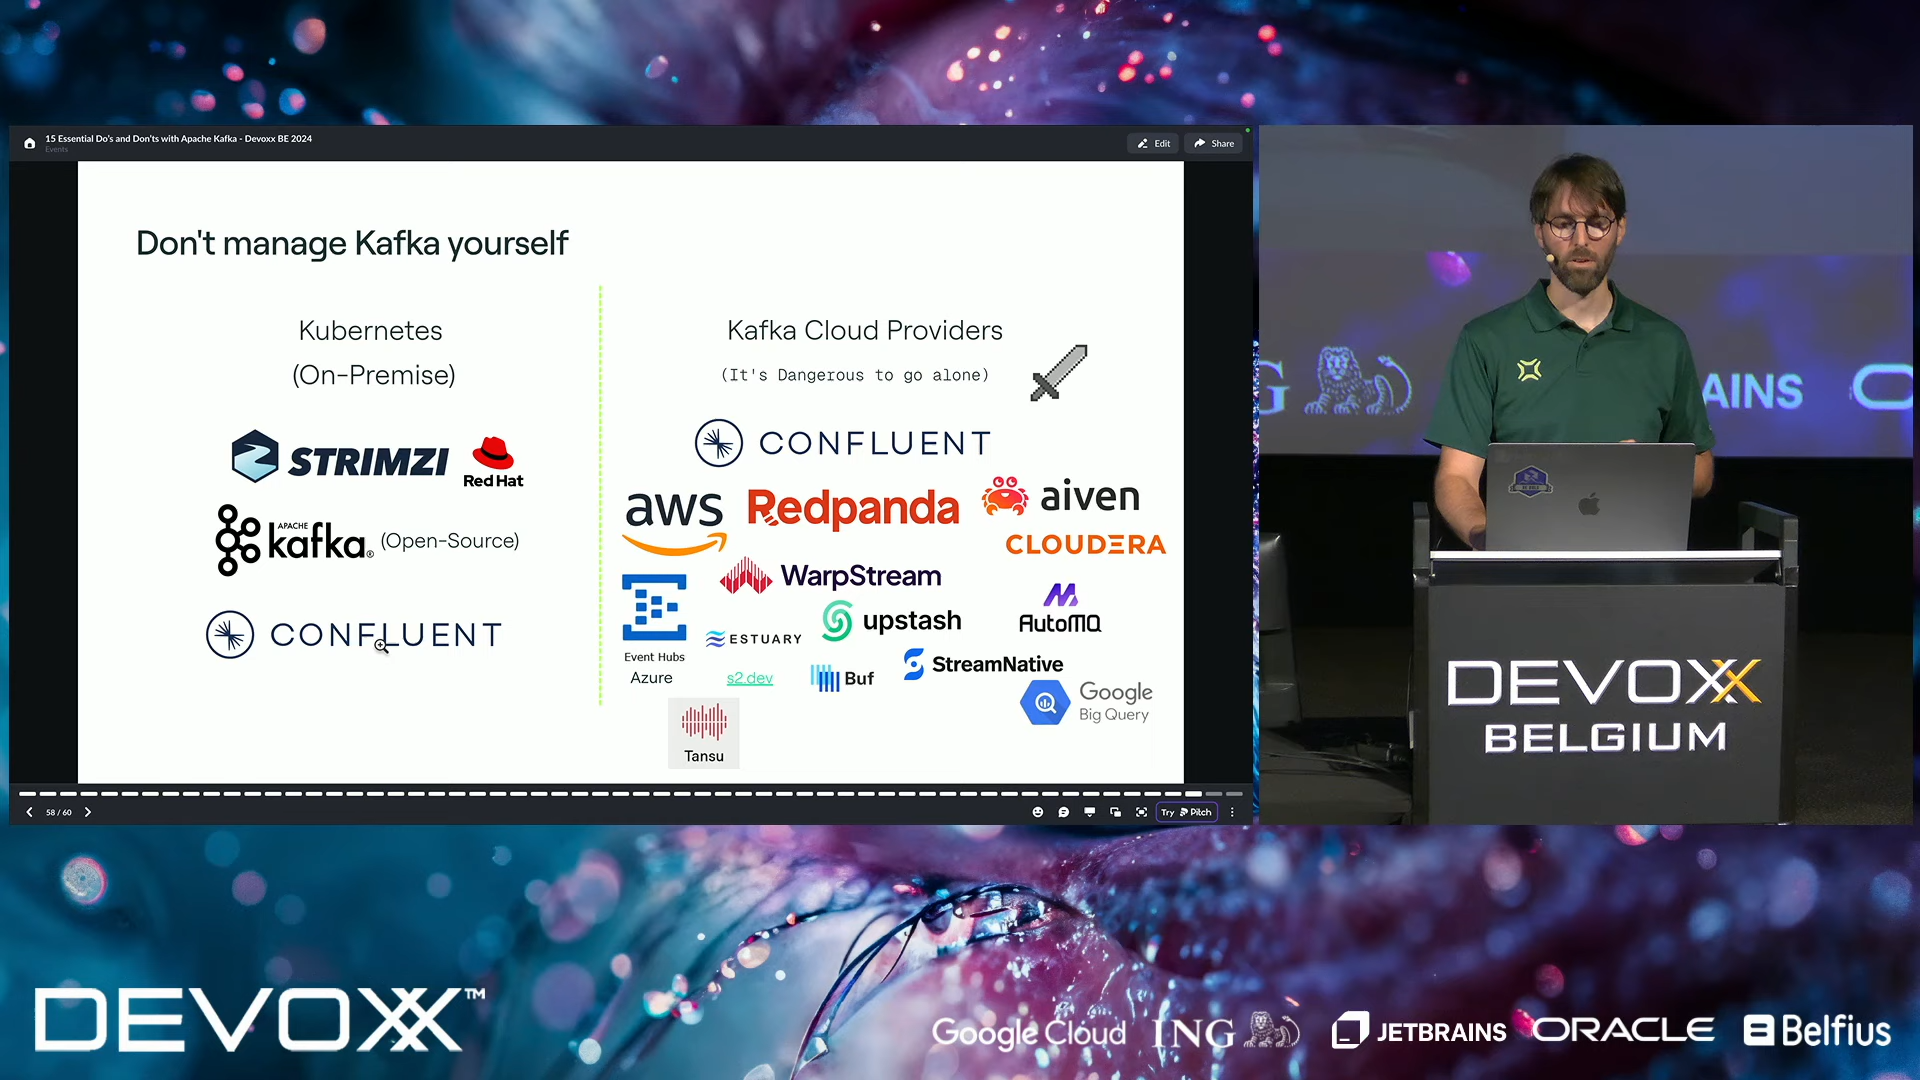 15 Essential Do's and Don'ts with Apache Kafka - Devoxx BE 2024
Events
Edit
Share
Don't manage Kafka yourself
Kubernetes
(On-Premise)
STRIMZI
Red Hat
APACHE
kafka
(Open-Source)
CONFLUENT
Kafka Cloud Providers
(It's Dangerous to go alone)
CONFLUENT
aws
Redpanda
aiven
CLOUDERA
WarpStream
upstash
AutoMQ
ESTUARY
Event Hubs
Azure
s2.dev
Buf
StreamNative
Google
Big Query
Tansu
58 / 60
Try Pitch
G
AINS
DEVOXX
BELGIUM
DEVOXX™
Google Cloud
ING
JETBRAINS
ORACLE
Belfius